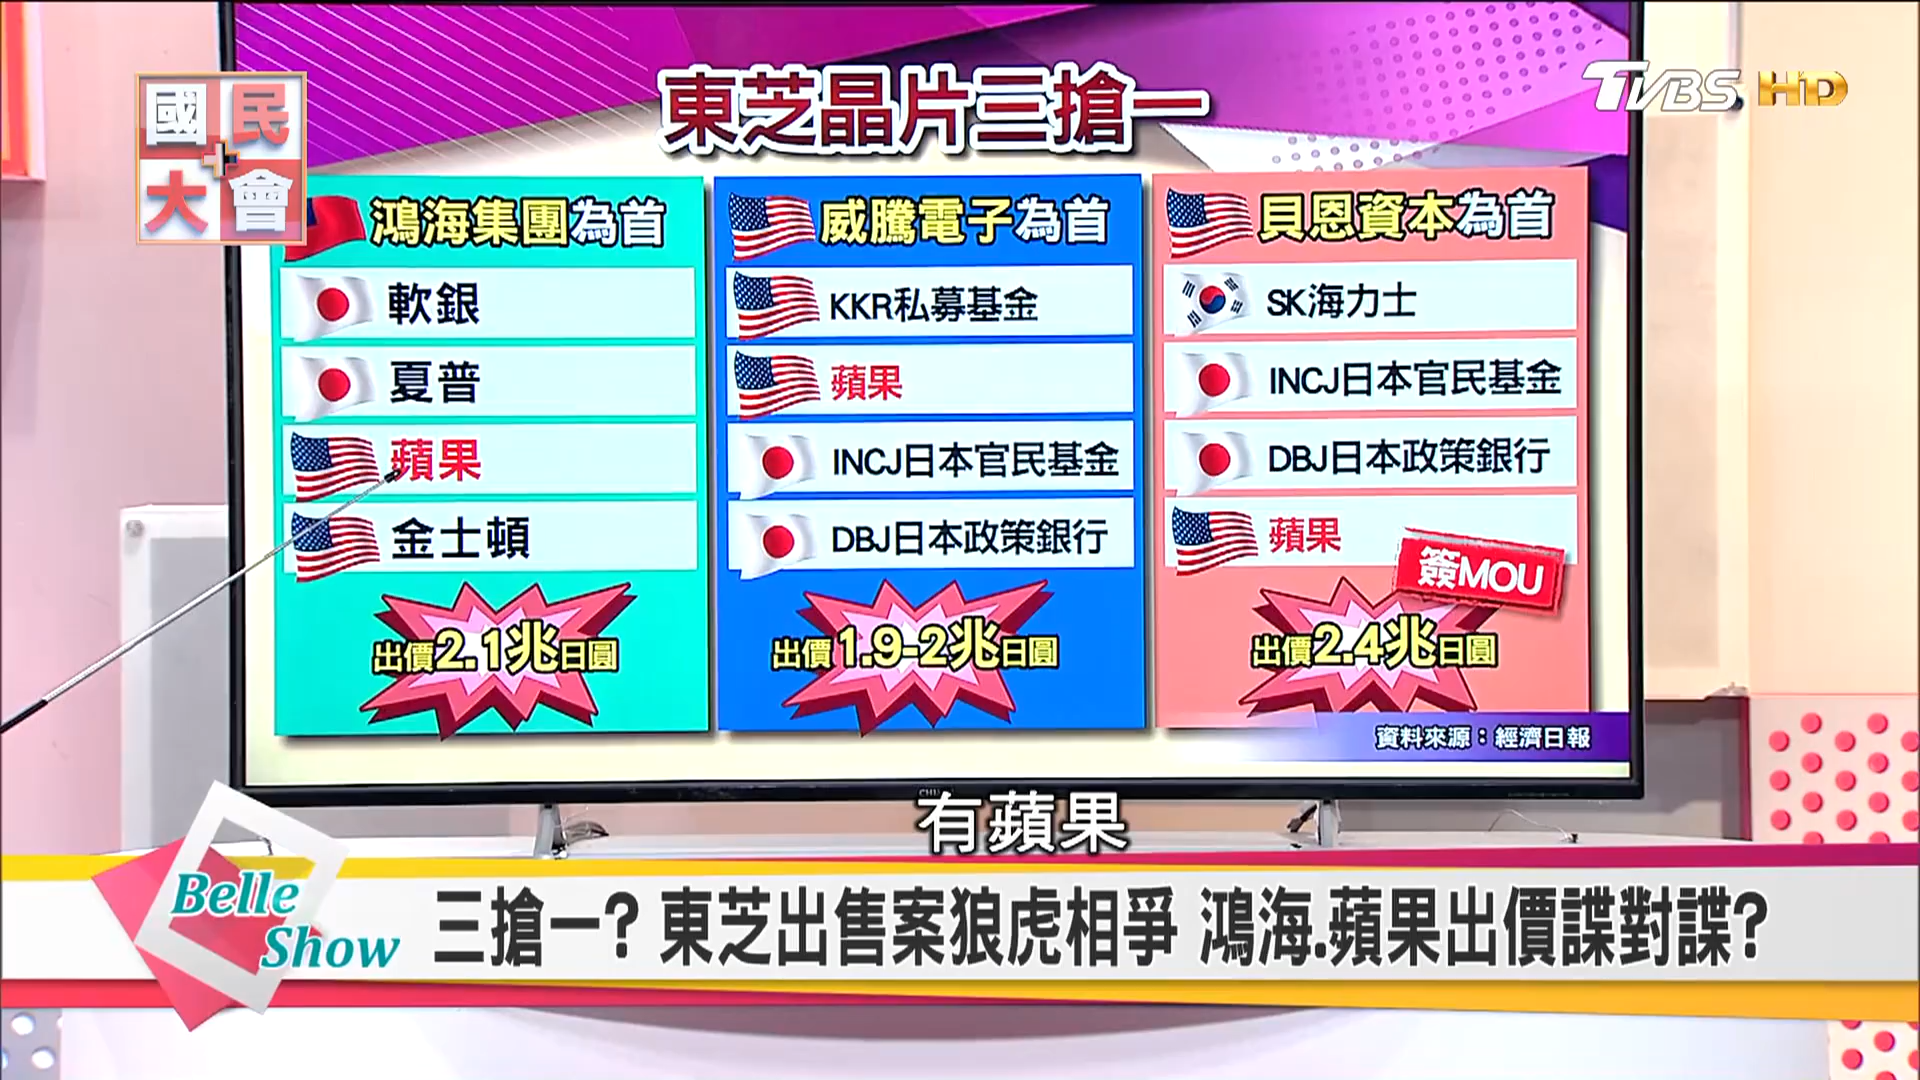 東芝晶片三搶一
TVBS HD
國民
大會
鴻海集團為首
軟銀
夏普
蘋果
金士頓
出價2.1兆日圓
威騰電子為首
KKR私募基金
蘋果
INCJ日本官民基金
DBJ日本政策銀行
出價1.9-2兆日圓
貝恩資本為首
SK海力士
INCJ日本官民基金
DBJ日本政策銀行
蘋果
簽MOU
出價2.4兆日圓
資料來源：經濟日報
有蘋果
Belle
Show
三搶一? 東芝出售案狼虎相爭 鴻海.蘋果出價諜對諜?